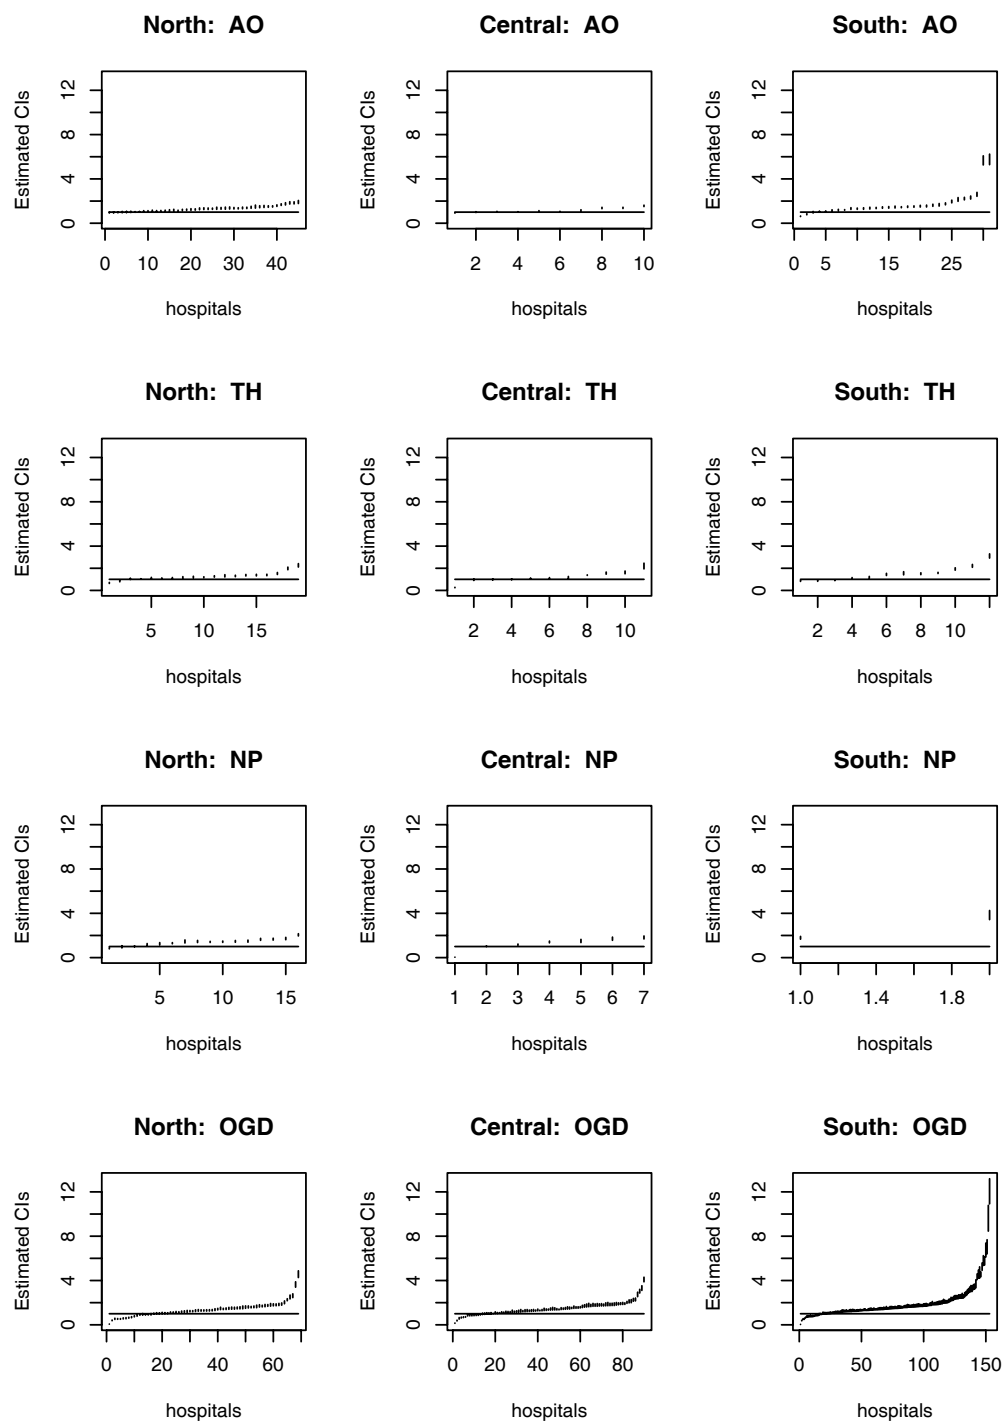 North: AO
Central: AO
South: AO
Estimated CIs
0 4 8 12
0 10 20 30 40
hospitals
Estimated CIs
0 4 8 12
2 4 6 8 10
hospitals
Estimated CIs
0 4 8 12
0 5 15 25
hospitals
North: TH
Central: TH
South: TH
Estimated CIs
0 4 8 12
5 10 15
hospitals
Estimated CIs
0 4 8 12
2 4 6 8 10
hospitals
Estimated CIs
0 4 8 12
2 4 6 8 10
hospitals
North: NP
Central: NP
South: NP
Estimated CIs
0 4 8 12
5 10 15
hospitals
Estimated CIs
0 4 8 12
1 2 3 4 5 6 7
hospitals
Estimated CIs
0 4 8 12
1.0 1.4 1.8
hospitals
North: OGD
Central: OGD
South: OGD
Estimated CIs
0 4 8 12
0 20 40 60
hospitals
Estimated CIs
0 4 8 12
0 20 40 60 80
hospitals
Estimated CIs
0 4 8 12
0 50 100 150
hospitals